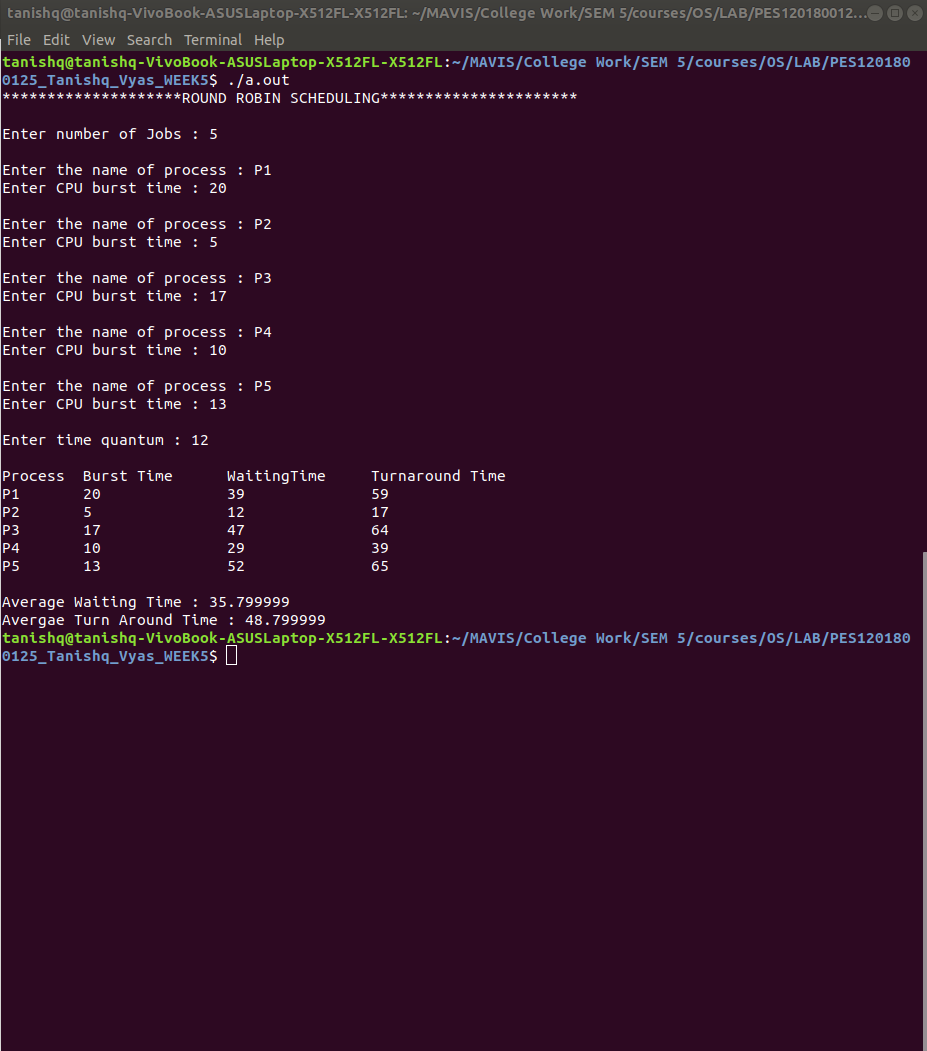 tanishq@tanishq-VivoBook-ASUSLaptop-X512FL-X512FL: ~/MAVIS/College Work/SEM 5/courses/OS/LAB/PES120180012...
File Edit View Search Terminal Help
tanishq@tanishq-VivoBook-ASUSLaptop-X512FL-X512FL:~/MAVIS/College Work/SEM 5/courses/OS/LAB/PES120180
0125_Tanishq_Vyas_WEEK5$ ./a.out
********************ROUND ROBIN SCHEDULING**********************
Enter number of Jobs : 5
Enter the name of process : P1
Enter CPU burst time : 20
Enter the name of process : P2
Enter CPU burst time : 5
Enter the name of process : P3
Enter CPU burst time : 17
Enter the name of process : P4
Enter CPU burst time : 10
Enter the name of process : P5
Enter CPU burst time : 13
Enter time quantum : 12
Process  Burst Time      WaitingTime     Turnaround Time
P1       20              39              59
P2       5               12              17
P3       17              47              64
P4       10              29              39
P5       13              52              65
Average Waiting Time : 35.799999
Avergae Turn Around Time : 48.799999
tanishq@tanishq-VivoBook-ASUSLaptop-X512FL-X512FL:~/MAVIS/College Work/SEM 5/courses/OS/LAB/PES120180
0125_Tanishq_Vyas_WEEK5$